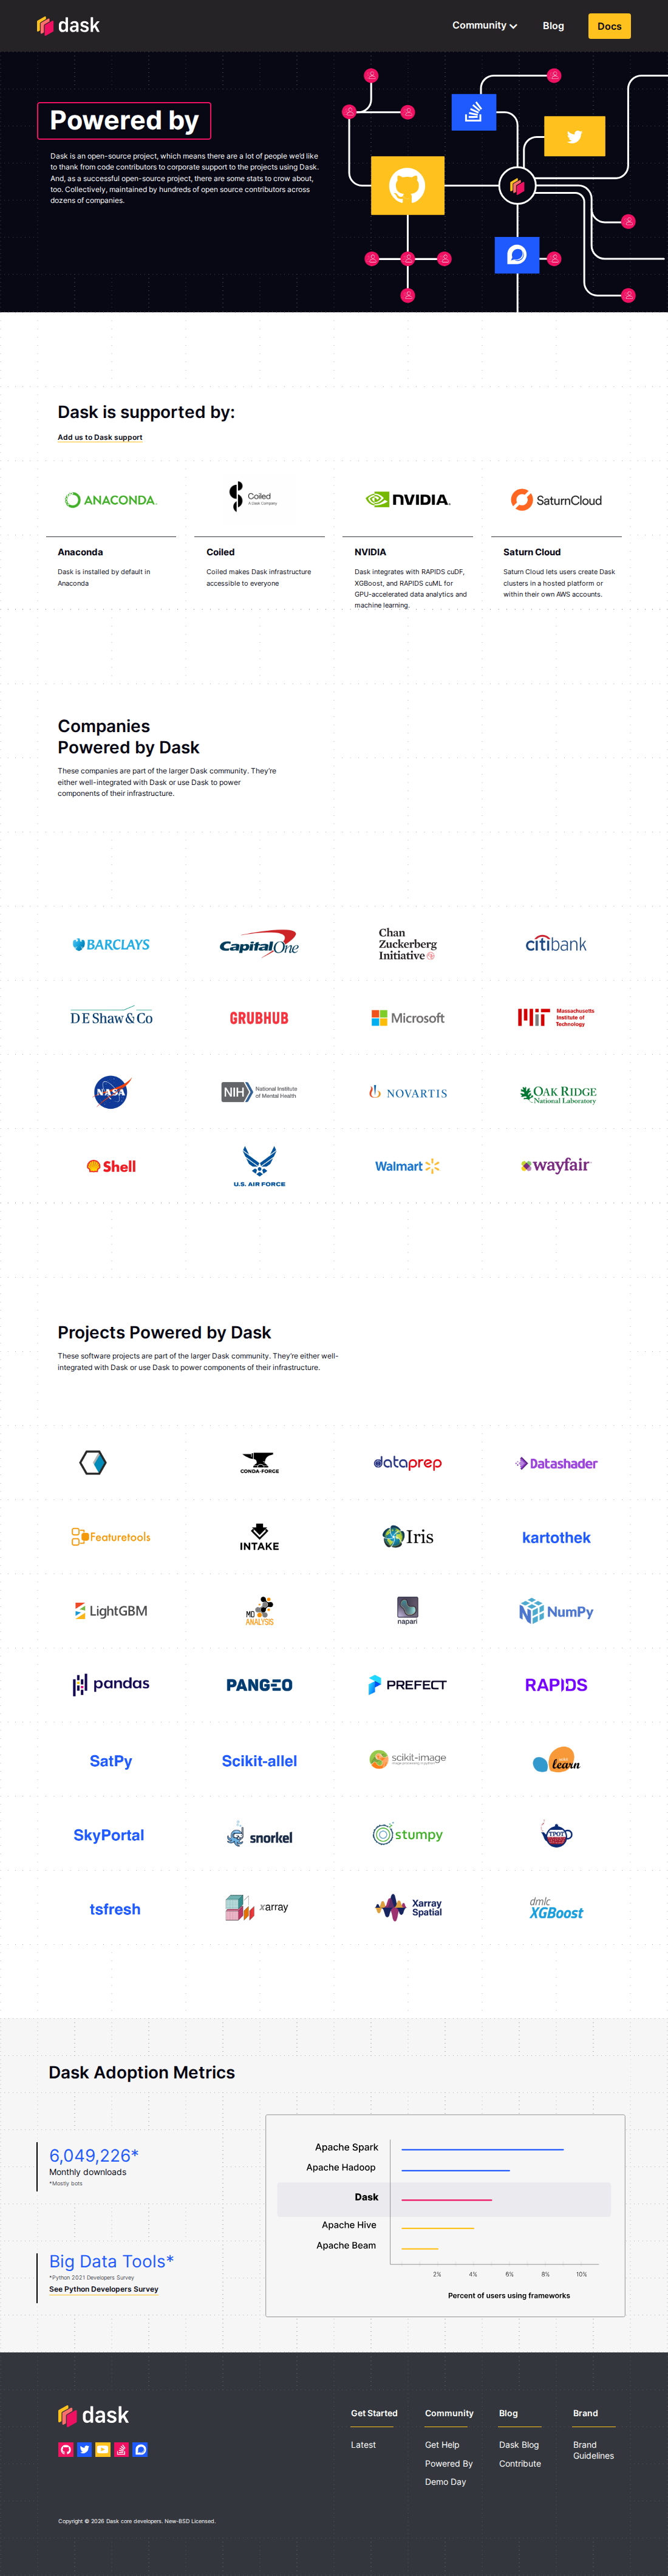 dask
Community
Blog
Docs
Powered by
Dask is an open-source project, which means there are a lot of people we'd like
to thank from code contributors to corporate support to the projects using Dask.
And, as a successful open-source project, there are some stats to crow about,
too. Collectively, maintained by hundreds of open source contributors across
dozens of companies.
Dask is supported by:
Add us to Dask support
ANACONDA.
Coiled
A Dask Company
NVIDIA.
SaturnCloud
Anaconda
Dask is installed by default in
Anaconda
Coiled
Coiled makes Dask infrastructure
accessible to everyone
NVIDIA
Dask integrates with RAPIDS cuDF,
XGBoost, and RAPIDS cuML for
GPU-accelerated data analytics and
machine learning.
Saturn Cloud
Saturn Cloud lets users create Dask
clusters in a hosted platform or
within their own AWS accounts.
Companies
Powered by Dask
These companies are part of the larger Dask community. They're
either well-integrated with Dask or use Dask to power
components of their infrastructure.
BARCLAYS
CapitalOne
Chan
Zuckerberg
Initiative
citibank
DE Shaw & Co
GRUBHUB
Microsoft
MIT
Massachusetts
Institute of
Technology
NASA
NIH
National Institute
of Mental Health
NOVARTIS
OAK RIDGE
National Laboratory
Shell
U.S. AIR FORCE
Walmart
wayfair
Projects Powered by Dask
These software projects are part of the larger Dask community. They're either well-
integrated with Dask or use Dask to power components of their infrastructure.
CONDA-FORGE
dataprep
Datashader
Featuretools
INTAKE
Iris
kartothek
LightGBM
MD
ANALYSIS
napari
NumPy
pandas
PANGEO
PREFECT
RAPIDS
SatPy
Scikit-allel
scikit-image
learn
SkyPortal
snorkel
stumpy
TPOT
tsfresh
xarray
Xarray
Spatial
dmlc
XGBoost
Dask Adoption Metrics
6,049,226*
Monthly downloads
*Mostly bots
Big Data Tools*
*Python 2021 Developers Survey
See Python Developers Survey
Apache Spark
Apache Hadoop
Dask
Apache Hive
Apache Beam
2% 4% 6% 8% 10%
Percent of users using frameworks
dask
Get Started
Latest
Community
Get Help
Powered By
Demo Day
Blog
Dask Blog
Contribute
Brand
Brand
Guidelines
Copyright © 2026 Dask core developers. New-BSD Licensed.